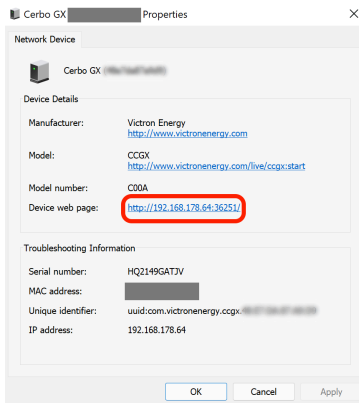 Cerbo GX Properties
Network Device
Cerbo GX
Device Details
Manufacturer: Victron Energy
http://www.victronenergy.com
Model: CCGX
http://www.victronenergy.com/live/ccgx:start
Model number: C00A
Device web page: http://192.168.178.64:36251/
Troubleshooting Information
Serial number: HQ2149GATJV
MAC address:
Unique identifier: uuid:com.victronenergy.ccgx.
IP address: 192.168.178.64
OK Cancel Apply